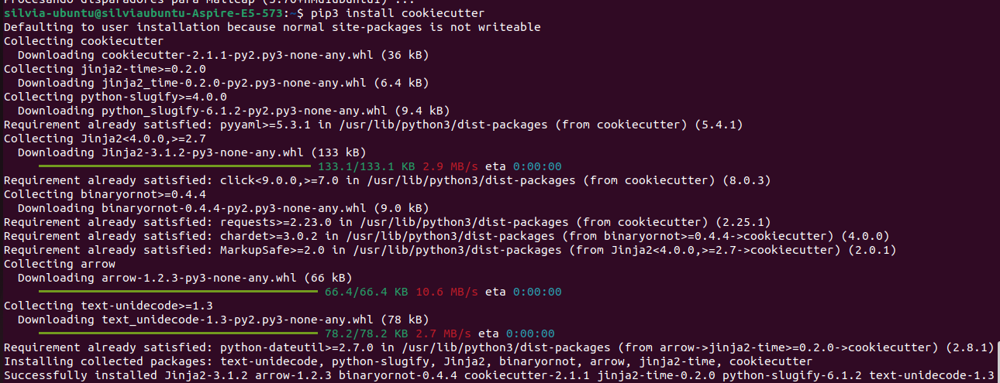 Procesando disparadores para mailcap (3.70+nmu1ubuntu1) ...
silvia-ubuntu@silviaubuntu-Aspire-E5-573:~$ pip3 install cookiecutter
Defaulting to user installation because normal site-packages is not writeable
Collecting cookiecutter
  Downloading cookiecutter-2.1.1-py2.py3-none-any.whl (36 kB)
Collecting jinja2-time>=0.2.0
  Downloading jinja2_time-0.2.0-py2.py3-none-any.whl (6.4 kB)
Collecting python-slugify>=4.0.0
  Downloading python_slugify-6.1.2-py2.py3-none-any.whl (9.4 kB)
Requirement already satisfied: pyyaml>=5.3.1 in /usr/lib/python3/dist-packages (from cookiecutter) (5.4.1)
Collecting Jinja2<4.0.0,>=2.7
  Downloading Jinja2-3.1.2-py3-none-any.whl (133 kB)
133.1/133.1 KB 2.9 MB/s eta 0:00:00
Requirement already satisfied: click<9.0.0,>=7.0 in /usr/lib/python3/dist-packages (from cookiecutter) (8.0.3)
Collecting binaryornot>=0.4.4
  Downloading binaryornot-0.4.4-py2.py3-none-any.whl (9.0 kB)
Requirement already satisfied: requests>=2.23.0 in /usr/lib/python3/dist-packages (from cookiecutter) (2.25.1)
Requirement already satisfied: chardet>=3.0.2 in /usr/lib/python3/dist-packages (from binaryornot>=0.4.4->cookiecutter) (4.0.0)
Requirement already satisfied: MarkupSafe>=2.0 in /usr/lib/python3/dist-packages (from Jinja2<4.0.0,>=2.7->cookiecutter) (2.0.1)
Collecting arrow
  Downloading arrow-1.2.3-py3-none-any.whl (66 kB)
66.4/66.4 KB 10.6 MB/s eta 0:00:00
Collecting text-unidecode>=1.3
  Downloading text_unidecode-1.3-py2.py3-none-any.whl (78 kB)
78.2/78.2 KB 2.7 MB/s eta 0:00:00
Requirement already satisfied: python-dateutil>=2.7.0 in /usr/lib/python3/dist-packages (from arrow->jinja2-time>=0.2.0->cookiecutter) (2.8.1)
Installing collected packages: text-unidecode, python-slugify, Jinja2, binaryornot, arrow, jinja2-time, cookiecutter
Successfully installed Jinja2-3.1.2 arrow-1.2.3 binaryornot-0.4.4 cookiecutter-2.1.1 jinja2-time-0.2.0 python-slugify-6.1.2 text-unidecode-1.3